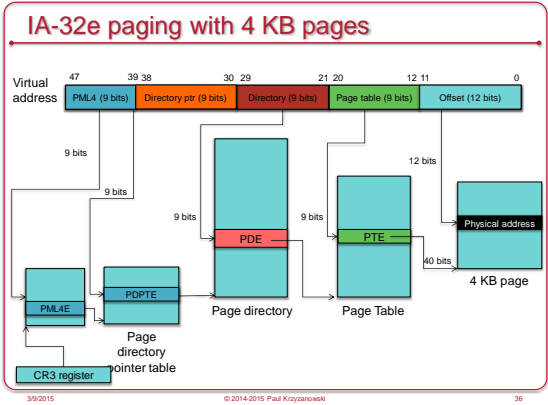 IA-32e paging with 4 KB pages
47 39 38 30 29 21 20 12 11 0
Virtual
address
PML4 (9 bits) Directory ptr (9 bits) Directory (9 bits) Page table (9 bits) Offset (12 bits)
9 bits
12 bits
9 bits
9 bits
9 bits
Physical address
PDE
PTE
40 bits
4 KB page
PDPTE
PML4E
Page directory
Page Table
Page
directory
pointer table
CR3 register
3/9/2015
© 2014-2015 Paul Krzyzanowski
36